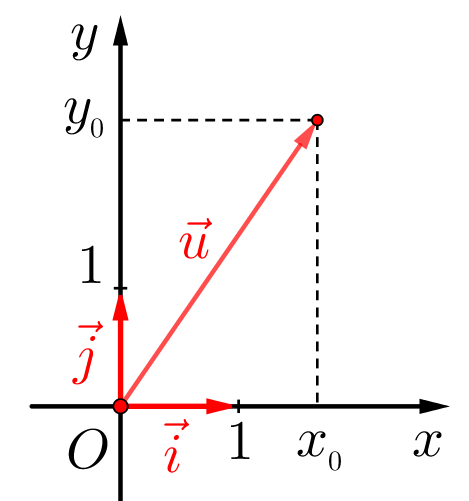 y
y₀
u⃗
1
j⃗
O
i⃗
1
x₀
x